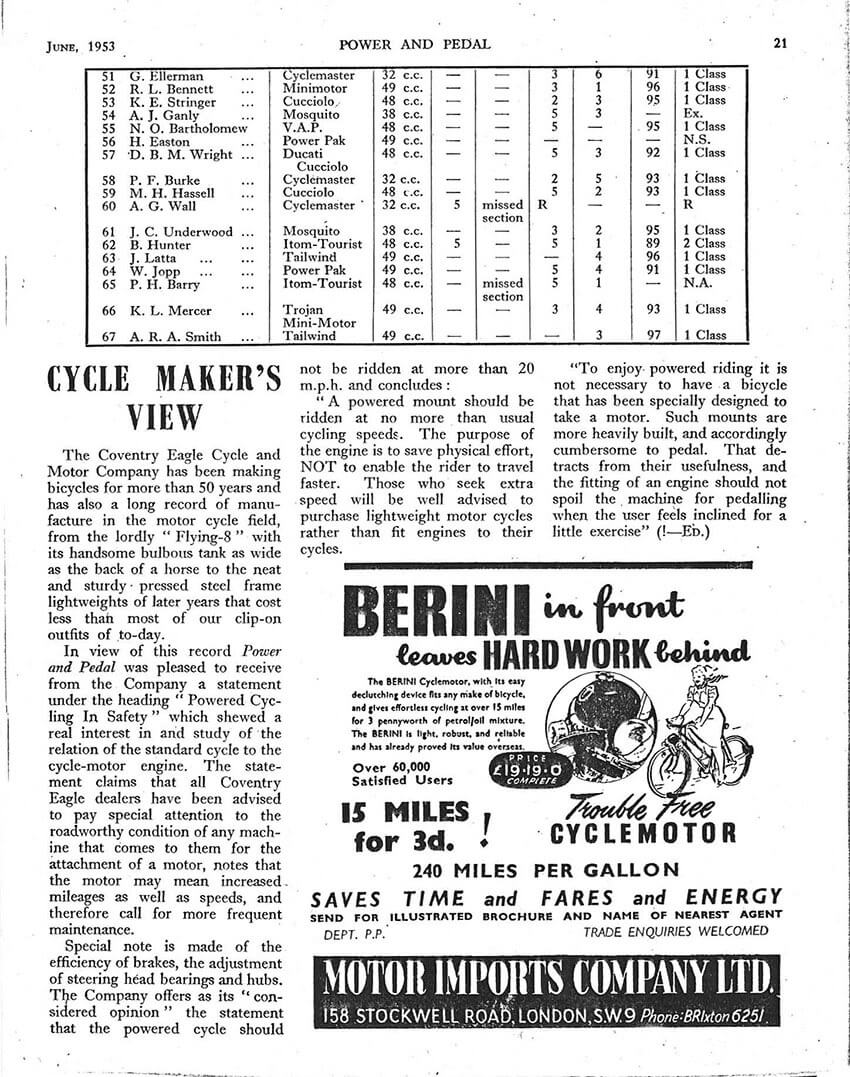 JUNE, 1953 POWER AND PEDAL 21
51 G. Ellerman ... Cyclemaster 32 c.c. — — 3 6 91 1 Class
52 R. L. Bennett ... Minimotor 49 c.c. — — 3 1 96 1 Class
53 K. E. Stringer ... Cucciolo 48 c.c. — — 2 3 95 1 Class
54 A. J. Ganly ... Mosquito 38 c.c. — — 5 3 — Ex.
55 N. O. Bartholomew V.A.P. 48 c.c. — — 5 — 95 1 Class
56 H. Easton ... Power Pak 49 c.c. — — — — — N.S.
57 D. B. M. Wright ... Ducati 48 c.c. — — 5 3 92 1 Class
Cucciolo
58 P. F. Burke ... Cyclemaster 32 c.c. — — 2 5 93 1 Class
59 M. H. Hassell ... Cucciolo 48 c.c. — — 5 2 93 1 Class
60 A. G. Wall ... Cyclemaster 32 c.c. 5 missed R — — R
section
61 J. C. Underwood ... Mosquito 38 c.c. — — 3 2 95 1 Class
62 B. Hunter ... Itom-Tourist 48 c.c. 5 — 5 1 89 2 Class
63 J. Latta ... ... Tailwind 49 c.c. — — — 4 96 1 Class
64 W. Jopp ... ... Power Pak 49 c.c. — — 5 4 91 1 Class
65 P. H. Barry ... Itom-Tourist 48 c.c. — missed 5 1 — N.A.
section
66 K. L. Mercer ... Trojan 49 c.c. — — 3 4 93 1 Class
Mini-Motor
67 A. R. A. Smith ... Tailwind 49 c.c. — — — 3 97 1 Class
CYCLE MAKER'S
VIEW
The Coventry Eagle Cycle and
Motor Company has been making
bicycles for more than 50 years and
has also a long record of manu-
facture in the motor cycle field,
from the lordly " Flying-8 " with
its handsome bulbous tank as wide
as the back of a horse to the neat
and sturdy pressed steel frame
lightweights of later years that cost
less than most of our clip-on
outfits of to-day.
In view of this record Power
and Pedal was pleased to receive
from the Company a statement
under the heading " Powered Cyc-
ling In Safety " which shewed a
real interest in and study of the
relation of the standard cycle to the
cycle-motor engine. The state-
ment claims that all Coventry
Eagle dealers have been advised
to pay special attention to the
roadworthy condition of any mach-
ine that comes to them for the
attachment of a motor, notes that
the motor may mean increased
mileages as well as speeds, and
therefore call for more frequent
maintenance.
Special note is made of the
efficiency of brakes, the adjustment
of steering head bearings and hubs.
The Company offers as its " con-
sidered opinion " the statement
that the powered cycle should
not be ridden at more than 20
m.p.h. and concludes :
" A powered mount should be
ridden at no more than usual
cycling speeds. The purpose of
the engine is to save physical effort,
NOT to enable the rider to travel
faster. Those who seek extra
speed will be well advised to
purchase lightweight motor cycles
rather than fit engines to their
cycles.
"To enjoy powered riding it is
not necessary to have a bicycle
that has been specially designed to
take a motor. Such mounts are
more heavily built, and accordingly
cumbersome to pedal. That de-
tracts from their usefulness, and
the fitting of an engine should not
spoil the machine for pedalling
when the user feels inclined for a
little exercise" (!—ED.)
BERINI in front
leaves HARD WORK behind
The BERINI Cyclemotor, with its easy
declutching device fits any make of bicycle,
and gives effortless cycling at over 15 miles
for 3 pennyworth of petrol/oil mixture.
The BERINI is light, robust, and reliable
and has already proved its value overseas.
Over 60,000
Satisfied Users
PRICE
£19·19·0
COMPLETE
15 MILES
for 3d. !
Trouble Free
CYCLEMOTOR
240 MILES PER GALLON
SAVES TIME and FARES and ENERGY
SEND FOR ILLUSTRATED BROCHURE AND NAME OF NEAREST AGENT
DEPT. P.P. TRADE ENQUIRIES WELCOMED
MOTOR IMPORTS COMPANY LTD.
158 STOCKWELL ROAD, LONDON, S.W.9 Phone: BRIxton 6251.